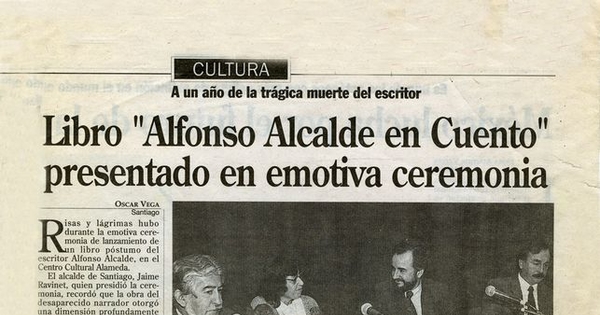 CULTURA
A un año de la trágica muerte del escritor
Libro "Alfonso Alcalde en Cuento"
presentado en emotiva ceremonia
OSCAR VEGA
Santiago
Risas y lágrimas hubo
durante la emotiva cere-
monia de lanzamiento de
un libro póstumo del
escritor Alfonso Alcalde, en el
Centro Cultural Alameda.
El alcalde de Santiago, Jaime
Ravinet, quien presidió la cere-
monia, recordó que la obra del
desaparecido narrador otorgó
una dimensión profundamente